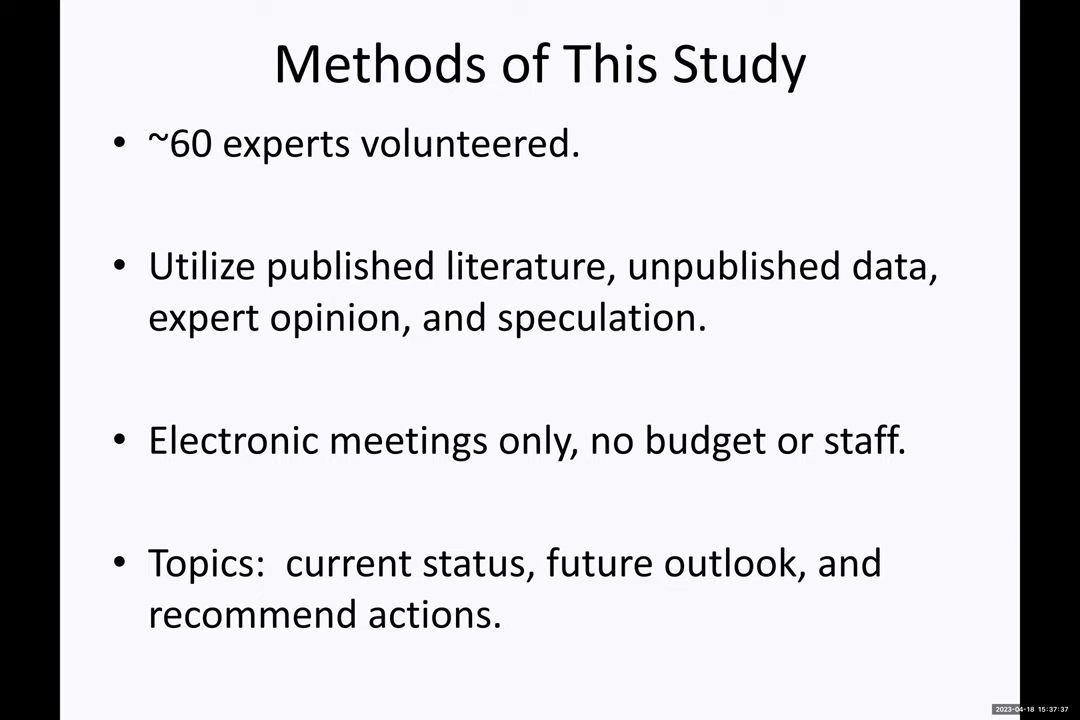 Methods of This Study
• ~60 experts volunteered.
• Utilize published literature, unpublished data,
expert opinion, and speculation.
• Electronic meetings only, no budget or staff.
• Topics:  current status, future outlook, and
recommend actions.
2023-04-18 15:37:37